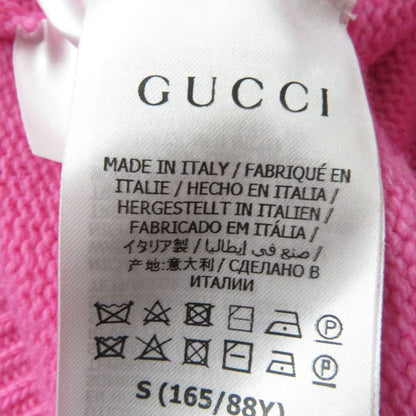 GUCCI
MADE IN ITALY / FABRIQUÉ EN
ITALIE / HECHO EN ITALIA /
HERGESTELLT IN ITALIEN /
FABRICADO EM ITÁLIA /
イタリア製 / صنع في إيطاليا /
产地:意大利 / СДЕЛАНО В
ИТАЛИИ
P
P
S (165/88Y)